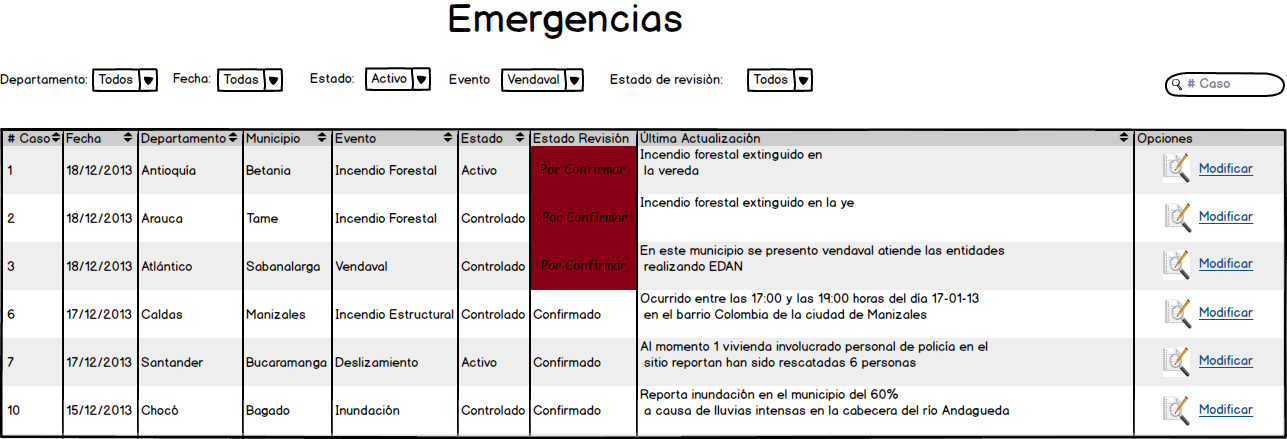 Emergencias
Departamento: Todos Fecha: Todas Estado: Activo Evento Vendaval Estado de revisión: Todos # Caso
# Caso Fecha Departamento Municipio Evento Estado Estado Revisión Última Actualización Opciones
1 18/12/2013 Antioquía Betania Incendio Forestal Activo Por Confirmar Incendio forestal extinguido en
la vereda Modificar
2 18/12/2013 Arauca Tame Incendio Forestal Controlado Por Confirmar Incendio forestal extinguido en la ye Modificar
3 18/12/2013 Atlántico Sabanalarga Vendaval Controlado Por Confirmar En este municipio se presento vendaval atiende las entidades
realizando EDAN Modificar
6 17/12/2013 Caldas Manizales Incendio Estructural Controlado Confirmado Ocurrido entre las 17:00 y las 19:00 horas del día 17-01-13
en el barrio Colombia de la ciudad de Manizales Modificar
7 17/12/2013 Santander Bucaramanga Deslizamiento Activo Confirmado Al momento 1 vivienda involucrado personal de policía en el
sitio reportan han sido rescatadas 6 personas Modificar
10 15/12/2013 Chocó Bagado Inundación Controlado Confirmado Reporta inundación en el municipio del 60%
a causa de lluvias intensas en la cabecera del río Andagueda Modificar